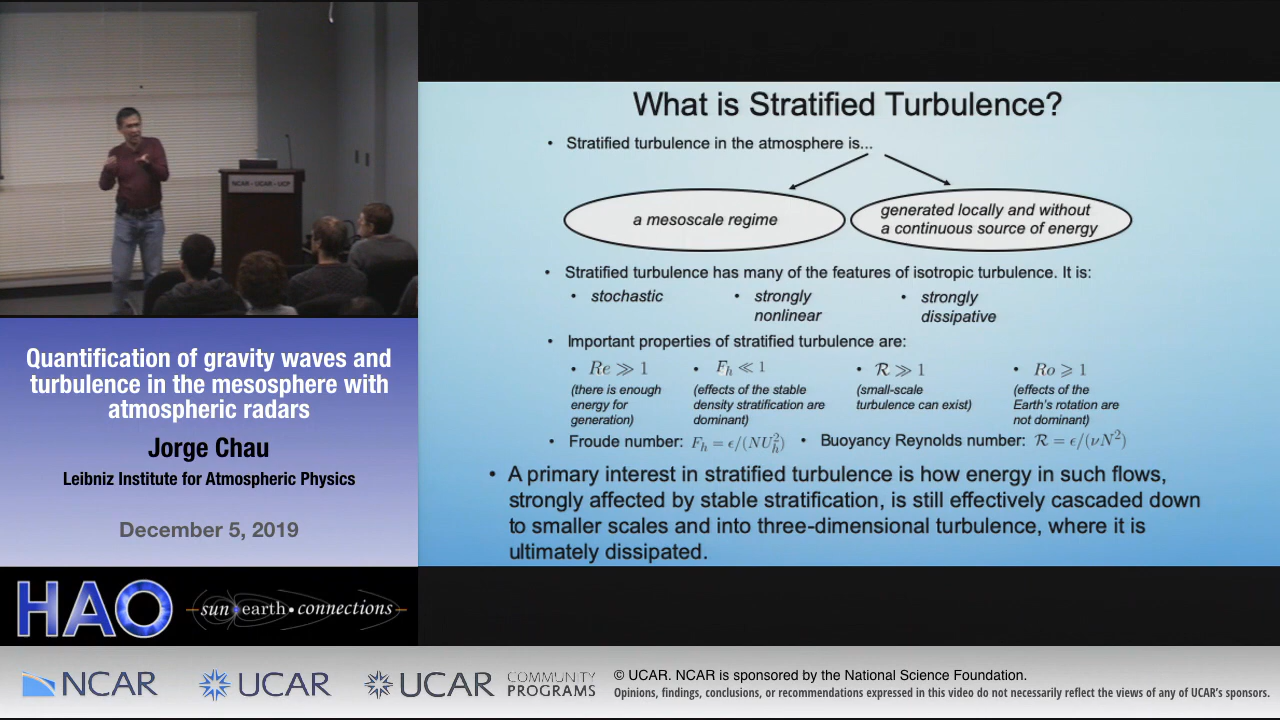 NCAR - UCAR - UCP
Quantification of gravity waves and
turbulence in the mesosphere with
atmospheric radars
Jorge Chau
Leibniz Institute for Atmospheric Physics
December 5, 2019
HAO
sun earth • connections
What is Stratified Turbulence?
• Stratified turbulence in the atmosphere is...
a mesoscale regime
generated locally and without
a continuous source of energy
• Stratified turbulence has many of the features of isotropic turbulence. It is:
• stochastic
• strongly
nonlinear
• strongly
dissipative
• Important properties of stratified turbulence are:
• Re ≫ 1
(there is enough
energy for
generation)
• F_h ≪ 1
(effects of the stable
density stratification are
dominant)
• ℛ ≫ 1
(small-scale
turbulence can exist)
• Ro ⩾ 1
(effects of the
Earth's rotation are
not dominant)
• Froude number: F_h = ϵ/(NU_h^2) • Buoyancy Reynolds number: ℛ = ϵ/(νN^2)
• A primary interest in stratified turbulence is how energy in such flows,
strongly affected by stable stratification, is still effectively cascaded down
to smaller scales and into three-dimensional turbulence, where it is
ultimately dissipated.
NCAR
UCAR
UCAR
COMMUNITY
PROGRAMS
© UCAR. NCAR is sponsored by the National Science Foundation.
Opinions, findings, conclusions, or recommendations expressed in this video do not necessarily reflect the views of any of UCAR's sponsors.